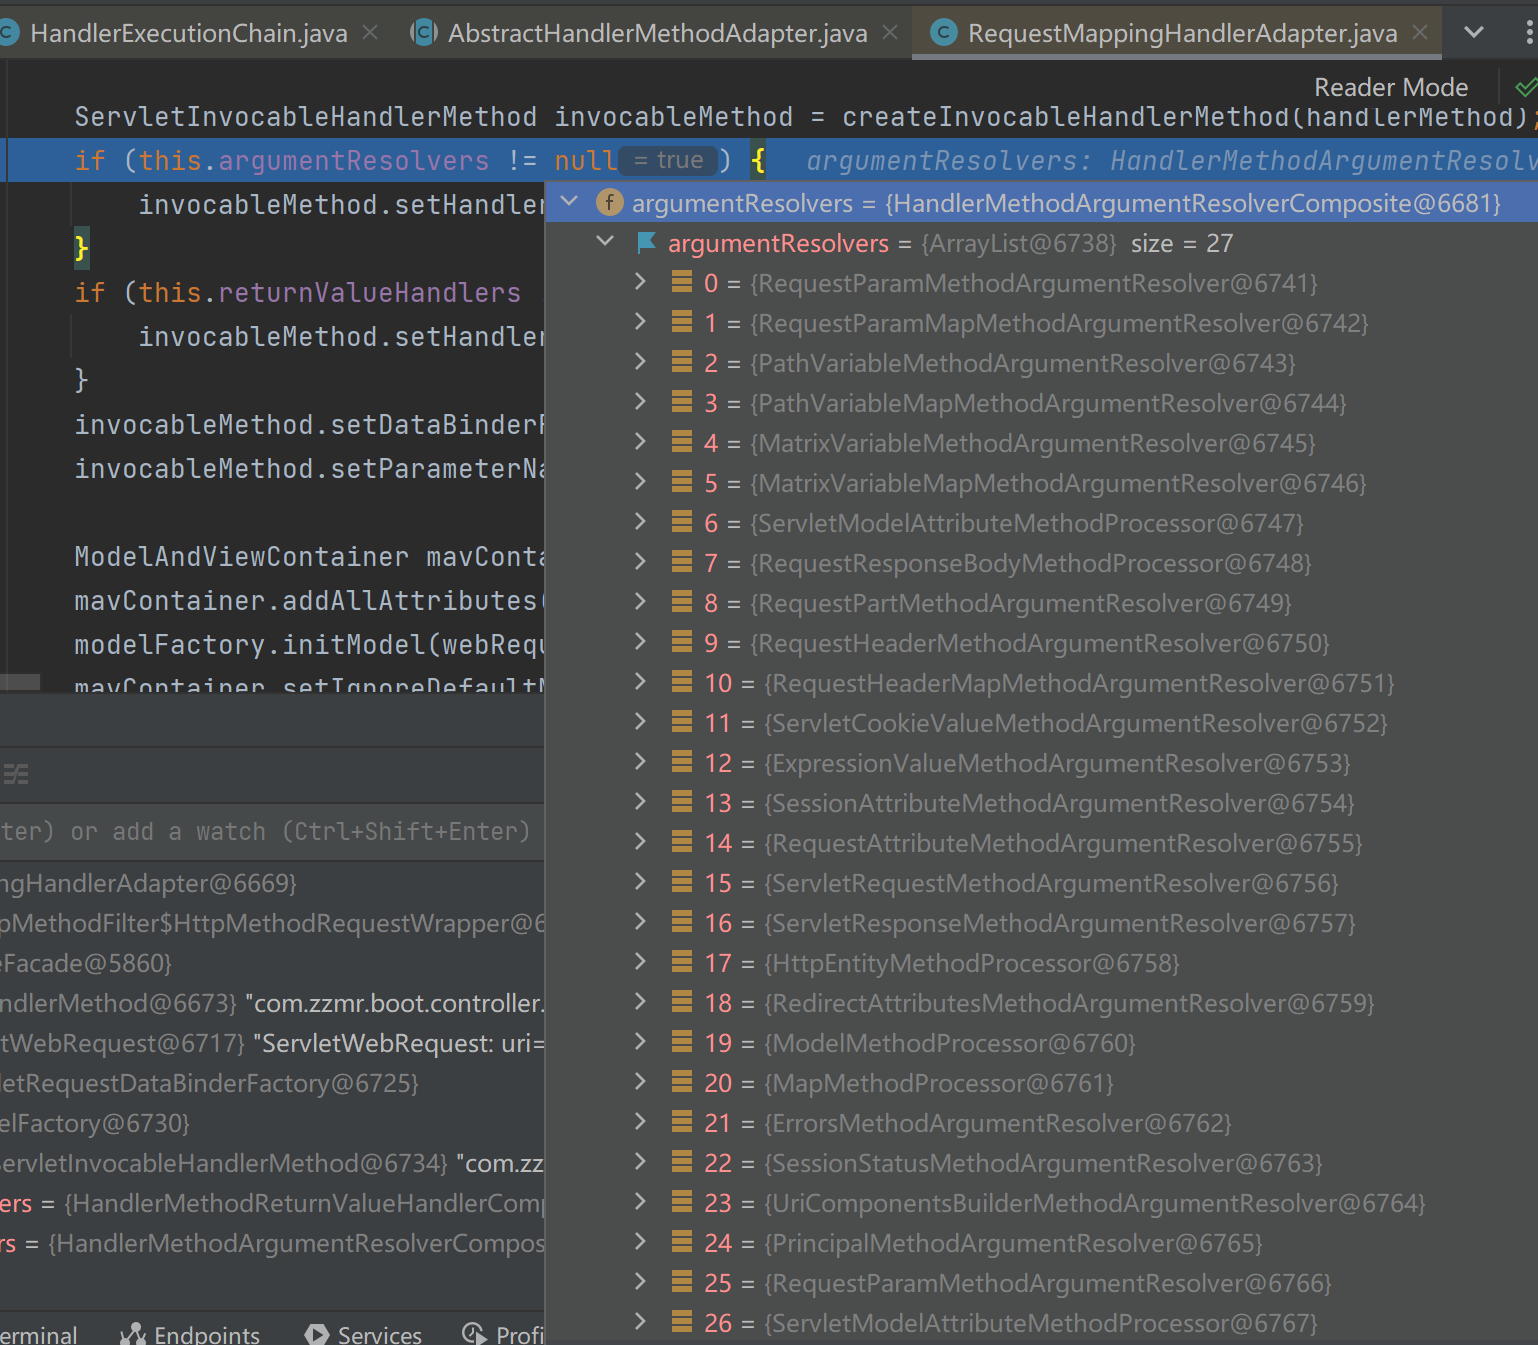 HandlerExecutionChain.java
AbstractHandlerMethodAdapter.java
RequestMappingHandlerAdapter.java
Reader Mode
ServletInvocableHandlerMethod invocableMethod = createInvocableHandlerMethod(handlerMethod);
if (this.argumentResolvers != null = true ) { argumentResolvers: HandlerMethodArgumentResolv
invocableMethod.setHandler
}
if (this.returnValueHandlers
invocableMethod.setHandler
}
invocableMethod.setDataBinderF
invocableMethod.setParameterNa
ModelAndViewContainer mavConta
mavContainer.addAllAttributes(
modelFactory.initModel(webRequ
mavContainer.setIgnoreDefaultM
argumentResolvers = {HandlerMethodArgumentResolverComposite@6681}
argumentResolvers = {ArrayList@6738} size = 27
0 = {RequestParamMethodArgumentResolver@6741}
1 = {RequestParamMapMethodArgumentResolver@6742}
2 = {PathVariableMethodArgumentResolver@6743}
3 = {PathVariableMapMethodArgumentResolver@6744}
4 = {MatrixVariableMethodArgumentResolver@6745}
5 = {MatrixVariableMapMethodArgumentResolver@6746}
6 = {ServletModelAttributeMethodProcessor@6747}
7 = {RequestResponseBodyMethodProcessor@6748}
8 = {RequestPartMethodArgumentResolver@6749}
9 = {RequestHeaderMethodArgumentResolver@6750}
10 = {RequestHeaderMapMethodArgumentResolver@6751}
11 = {ServletCookieValueMethodArgumentResolver@6752}
12 = {ExpressionValueMethodArgumentResolver@6753}
13 = {SessionAttributeMethodArgumentResolver@6754}
14 = {RequestAttributeMethodArgumentResolver@6755}
15 = {ServletRequestMethodArgumentResolver@6756}
16 = {ServletResponseMethodArgumentResolver@6757}
17 = {HttpEntityMethodProcessor@6758}
18 = {RedirectAttributesMethodArgumentResolver@6759}
19 = {ModelMethodProcessor@6760}
20 = {MapMethodProcessor@6761}
21 = {ErrorsMethodArgumentResolver@6762}
22 = {SessionStatusMethodArgumentResolver@6763}
23 = {UriComponentsBuilderMethodArgumentResolver@6764}
24 = {PrincipalMethodArgumentResolver@6765}
25 = {RequestParamMethodArgumentResolver@6766}
26 = {ServletModelAttributeMethodProcessor@6767}
ter) or add a watch (Ctrl+Shift+Enter)
ngHandlerAdapter@6669}
pMethodFilter$HttpMethodRequestWrapper@6
eFacade@5860}
ndlerMethod@6673} "com.zzmr.boot.controller.
tWebRequest@6717} "ServletWebRequest: uri=
letRequestDataBinderFactory@6725}
elFactory@6730}
ServletInvocableHandlerMethod@6734} "com.zz
ers = {HandlerMethodReturnValueHandlerComp
rs = {HandlerMethodArgumentResolverCompos
erminal
Endpoints
Services
Profi